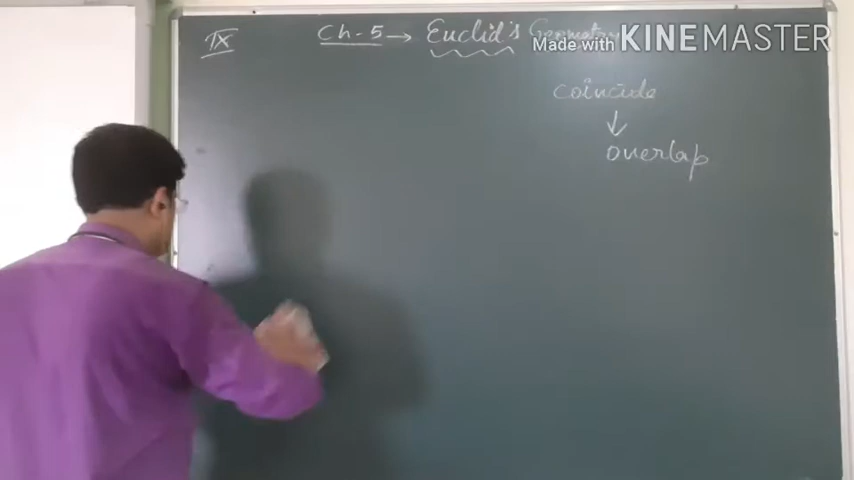 IX
Ch-5 → Euclid's Geometry
Made with KINEMASTER
coincide
↓
overlap